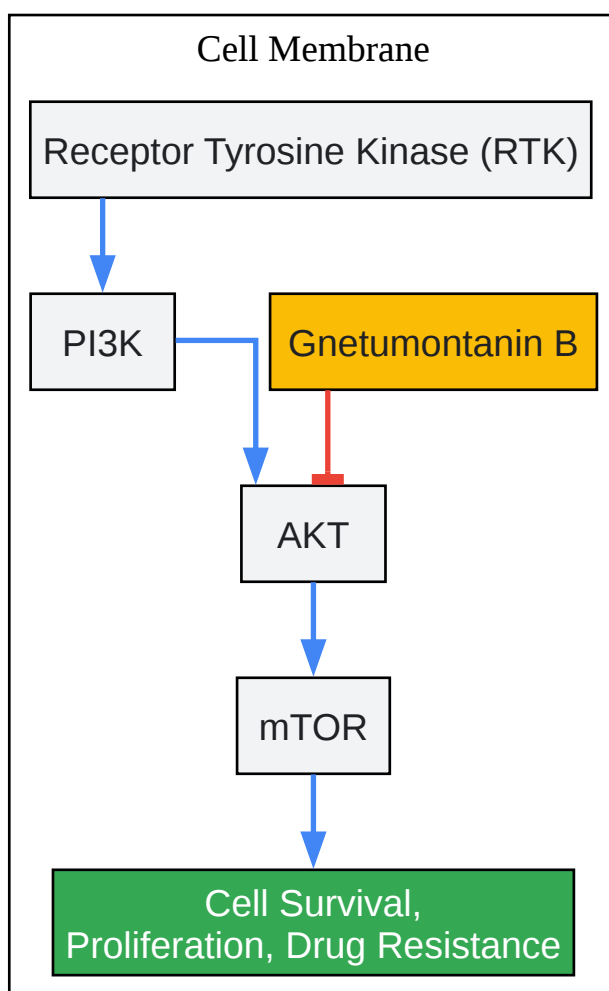 Cell Membrane
Receptor Tyrosine Kinase (RTK)
PI3K
Gnetumontanin B
AKT
mTOR
Cell Survival,
Proliferation, Drug Resistance